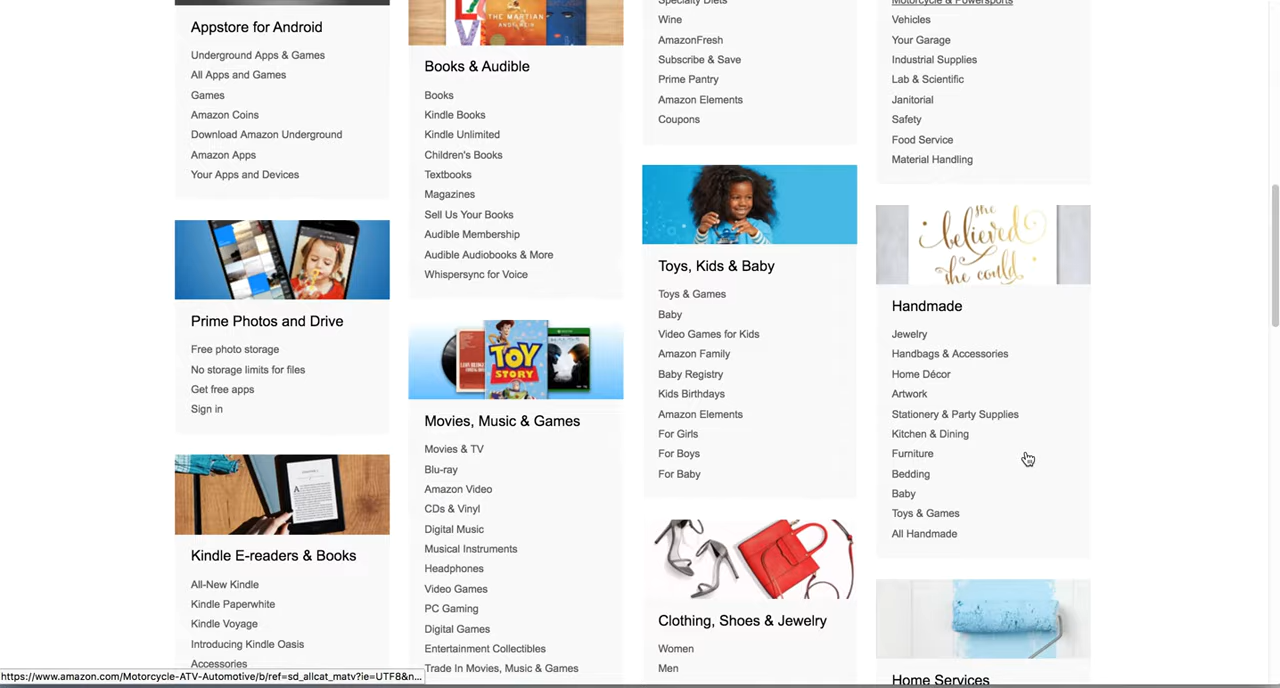 Appstore for Android
Underground Apps & Games
All Apps and Games
Games
Amazon Coins
Download Amazon Underground
Amazon Apps
Your Apps and Devices
Prime Photos and Drive
Free photo storage
No storage limits for files
Get free apps
Sign in
Kindle E-readers & Books
All-New Kindle
Kindle Paperwhite
Kindle Voyage
Introducing Kindle Oasis
Accessories
THE MARTIAN
Books & Audible
Books
Kindle Books
Kindle Unlimited
Children's Books
Textbooks
Magazines
Sell Us Your Books
Audible Membership
Audible Audiobooks & More
Whispersync for Voice
TOY
STORY
Movies, Music & Games
Movies & TV
Blu-ray
Amazon Video
CDs & Vinyl
Digital Music
Musical Instruments
Headphones
Video Games
PC Gaming
Digital Games
Entertainment Collectibles
Trade In Movies, Music & Games
Specialty Diets
Wine
AmazonFresh
Subscribe & Save
Prime Pantry
Amazon Elements
Coupons
Toys, Kids & Baby
Toys & Games
Baby
Video Games for Kids
Amazon Family
Baby Registry
Kids Birthdays
Amazon Elements
For Girls
For Boys
For Baby
Clothing, Shoes & Jewelry
Women
Men
Motorcycle & Powersports
Vehicles
Your Garage
Industrial Supplies
Lab & Scientific
Janitorial
Safety
Food Service
Material Handling
she
believed
she could
Handmade
Jewelry
Handbags & Accessories
Home Décor
Artwork
Stationery & Party Supplies
Kitchen & Dining
Furniture
Bedding
Baby
Toys & Games
All Handmade
Home Services
https://www.amazon.com/Motorcycle-ATV-Automotive/b/ref=sd_allcat_matv?ie=UTF8&n...